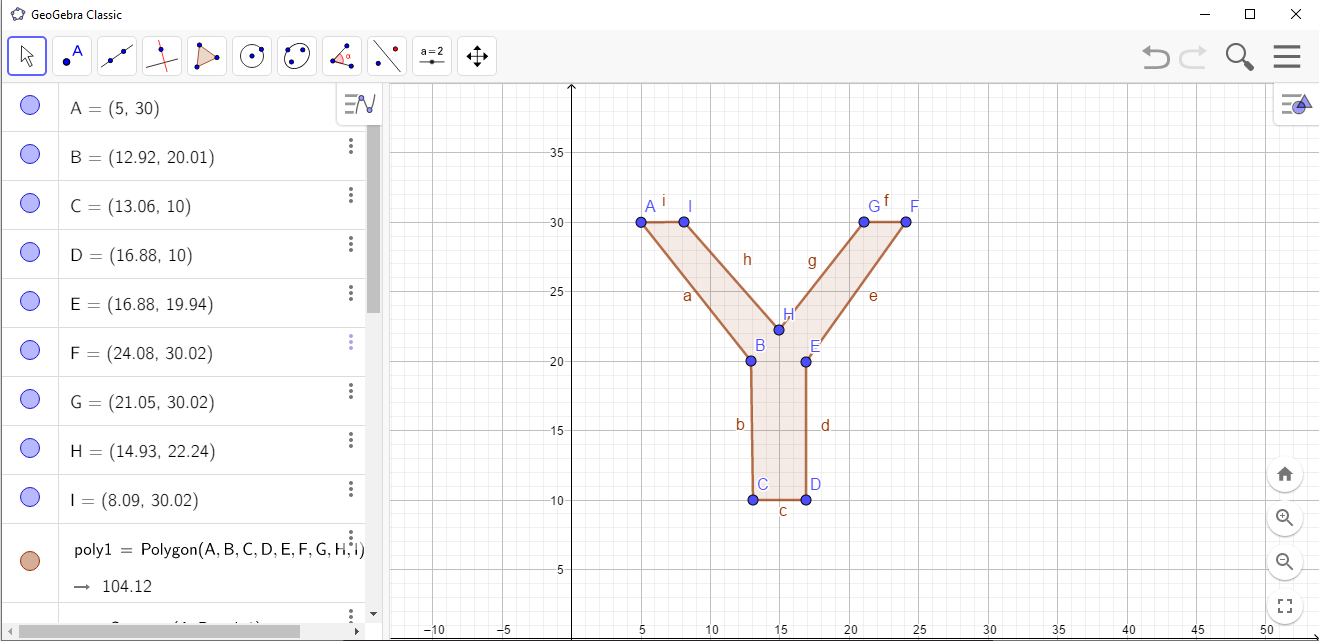 GeoGebra Classic
A
α
a = 2
A = (5, 30)
B = (12.92, 20.01)
C = (13.06, 10)
D = (16.88, 10)
E = (16.88, 19.94)
F = (24.08, 30.02)
G = (21.05, 30.02)
H = (14.93, 22.24)
I = (8.09, 30.02)
poly1 = Polygon(A, B, C, D, E, F, G, H, I)
→ 104.12
35
30
25
20
15
10
5
A i I G f F
h g
a e
H
B E
b d
C D
c
−10 −5 5 10 15 20 25 30 35 40 45 50